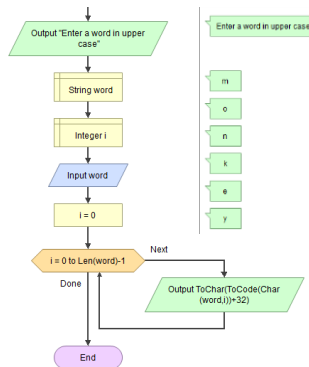 Output "Enter a word in upper
case"
String word
Integer i
Input word
i = 0
i = 0 to Len(word)-1
Next
Done
Output ToChar(ToCode(Char
(word,i))+32)
End
Enter a word in upper case
m
o
n
k
e
y